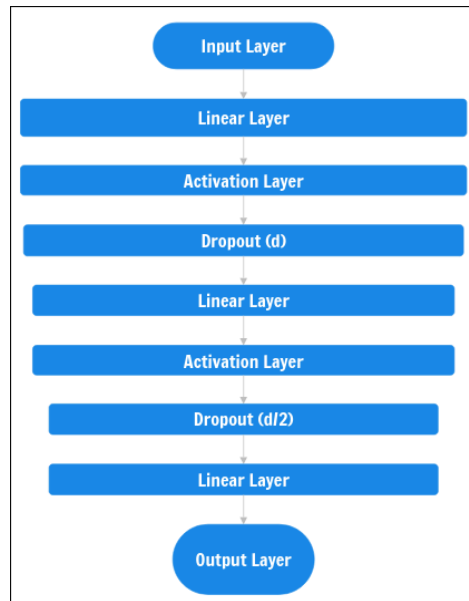 Input Layer
Linear Layer
Activation Layer
Dropout (d)
Linear Layer
Activation Layer
Dropout (d/2)
Linear Layer
Output Layer